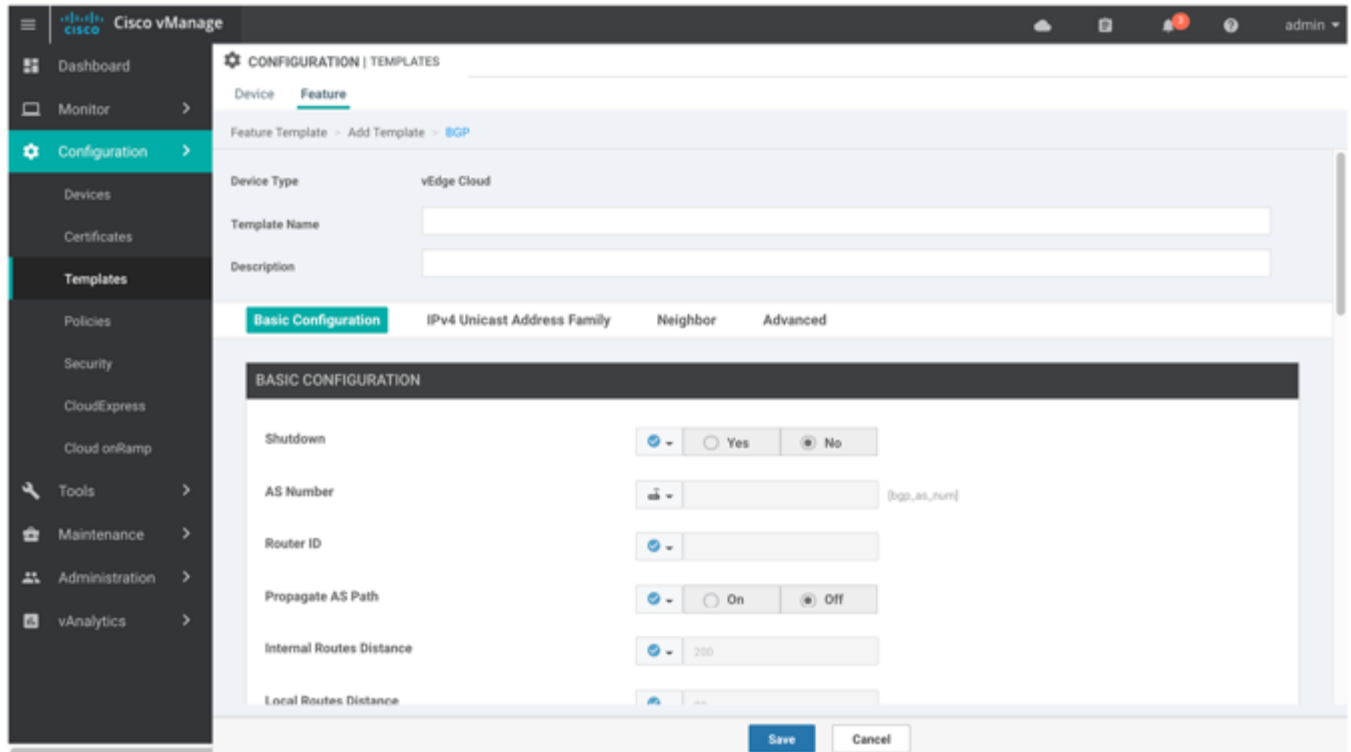 cisco Cisco vManage
3
admin
Dashboard
Monitor
Configuration
Devices
Certificates
Templates
Policies
Security
CloudExpress
Cloud onRamp
Tools
Maintenance
Administration
vAnalytics
CONFIGURATION | TEMPLATES
Device Feature
Feature Template > Add Template > BGP
Device Type vEdge Cloud
Template Name
Description
Basic Configuration IPv4 Unicast Address Family Neighbor Advanced
BASIC CONFIGURATION
Shutdown Yes No
AS Number [bgp_as_num]
Router ID
Propagate AS Path On Off
Internal Routes Distance 200
Local Routes Distance
Save Cancel